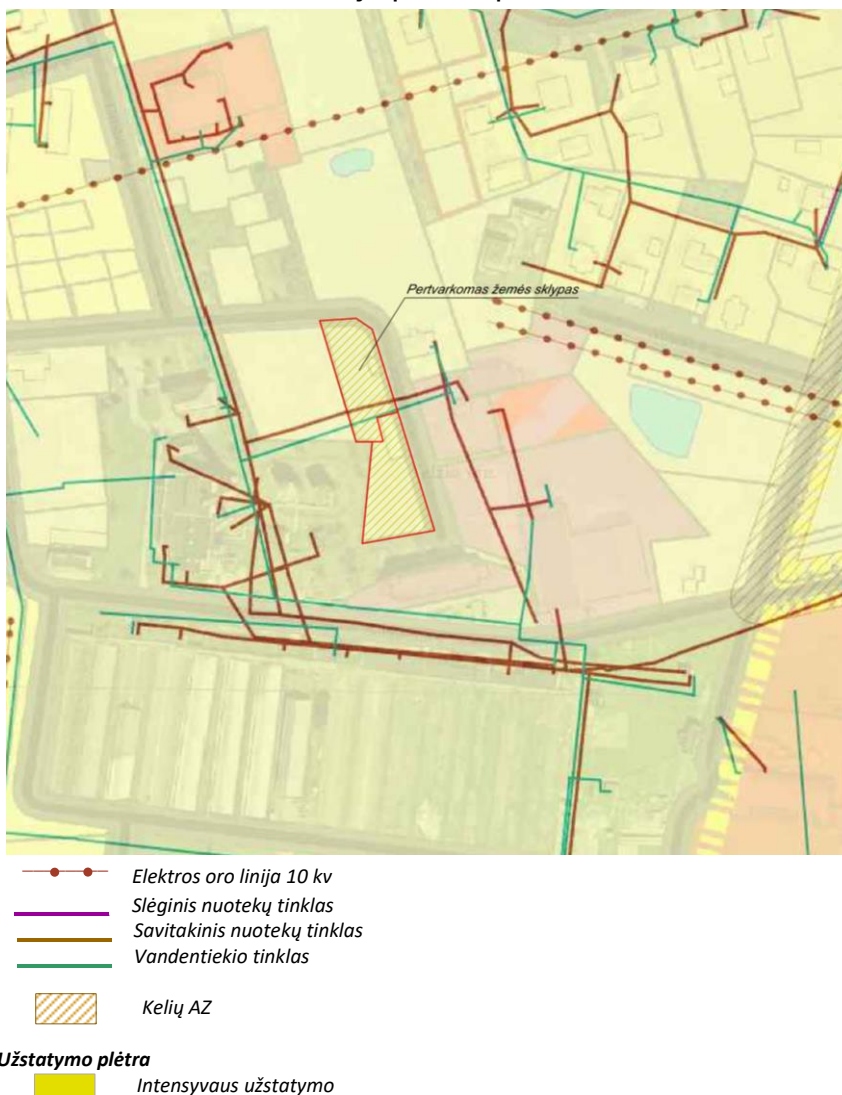 Pertvarkomas žemės sklypas
Elektros oro linija 10 kv
Slėginis nuotekų tinklas
Savitakinis nuotekų tinklas
Vandentiekio tinklas
Kelių AZ
Užstatymo plėtra
Intensyvaus užstatymo